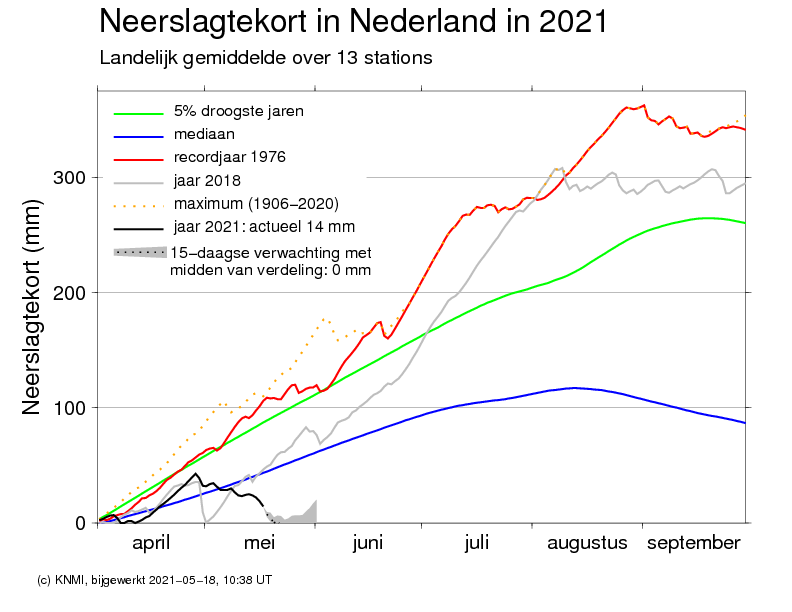 Neerslagtekort in Nederland in 2021
Landelijk gemiddelde over 13 stations
5% droogste jaren
mediaan
recordjaar 1976
jaar 2018
maximum (1906−2020)
jaar 2021: actueel 14 mm
15−daagse verwachting met
midden van verdeling: 0 mm
Neerslagtekort (mm)
300
200
100
0
april mei juni juli augustus september
(c) KNMI, bijgewerkt 2021−05−18, 10:38 UT